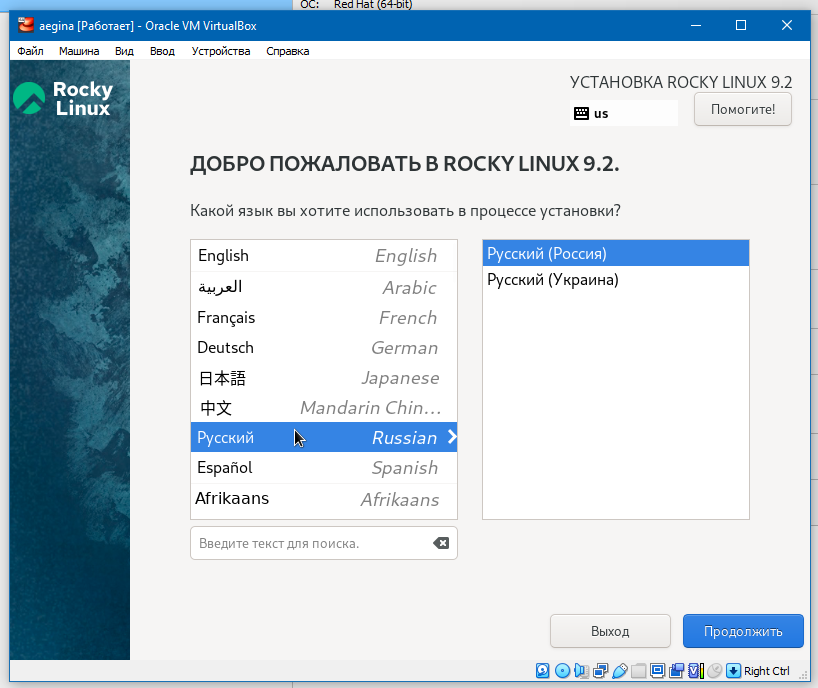 ОС: Red Hat (64-bit)
aegina [Работает] - Oracle VM VirtualBox
Файл Машина Вид Ввод Устройства Справка
Rocky
Linux
УСТАНОВКА ROCKY LINUX 9.2
us
Помогите!
ДОБРО ПОЖАЛОВАТЬ В ROCKY LINUX 9.2.
Какой язык вы хотите использовать в процессе установки?
English English
العربية Arabic
Français French
Deutsch German
日本語 Japanese
中文 Mandarin Chin...
Русский Russian
Español Spanish
Afrikaans Afrikaans
Русский (Россия)
Русский (Украина)
Введите текст для поиска.
Выход
Продолжить
Right Ctrl